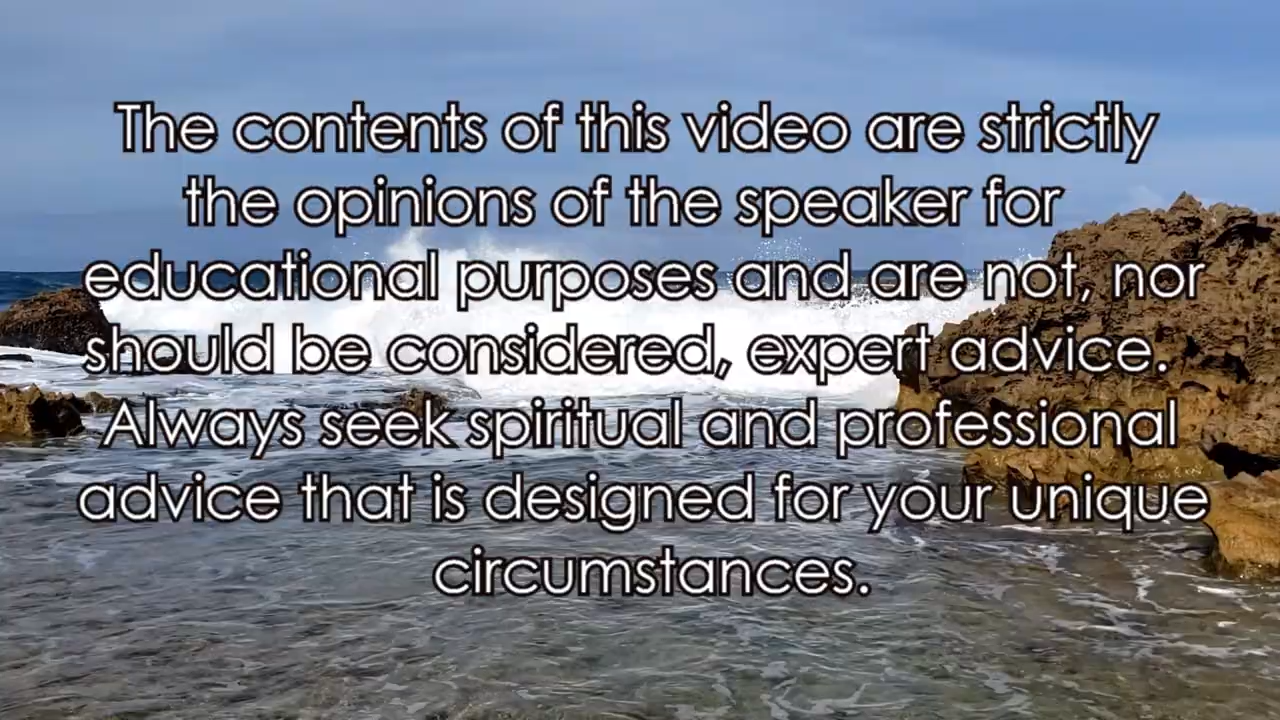 The contents of this video are strictly
the opinions of the speaker for
educational purposes and are not, nor
should be considered, expert advice.
Always seek spiritual and professional
advice that is designed for your unique
circumstances.